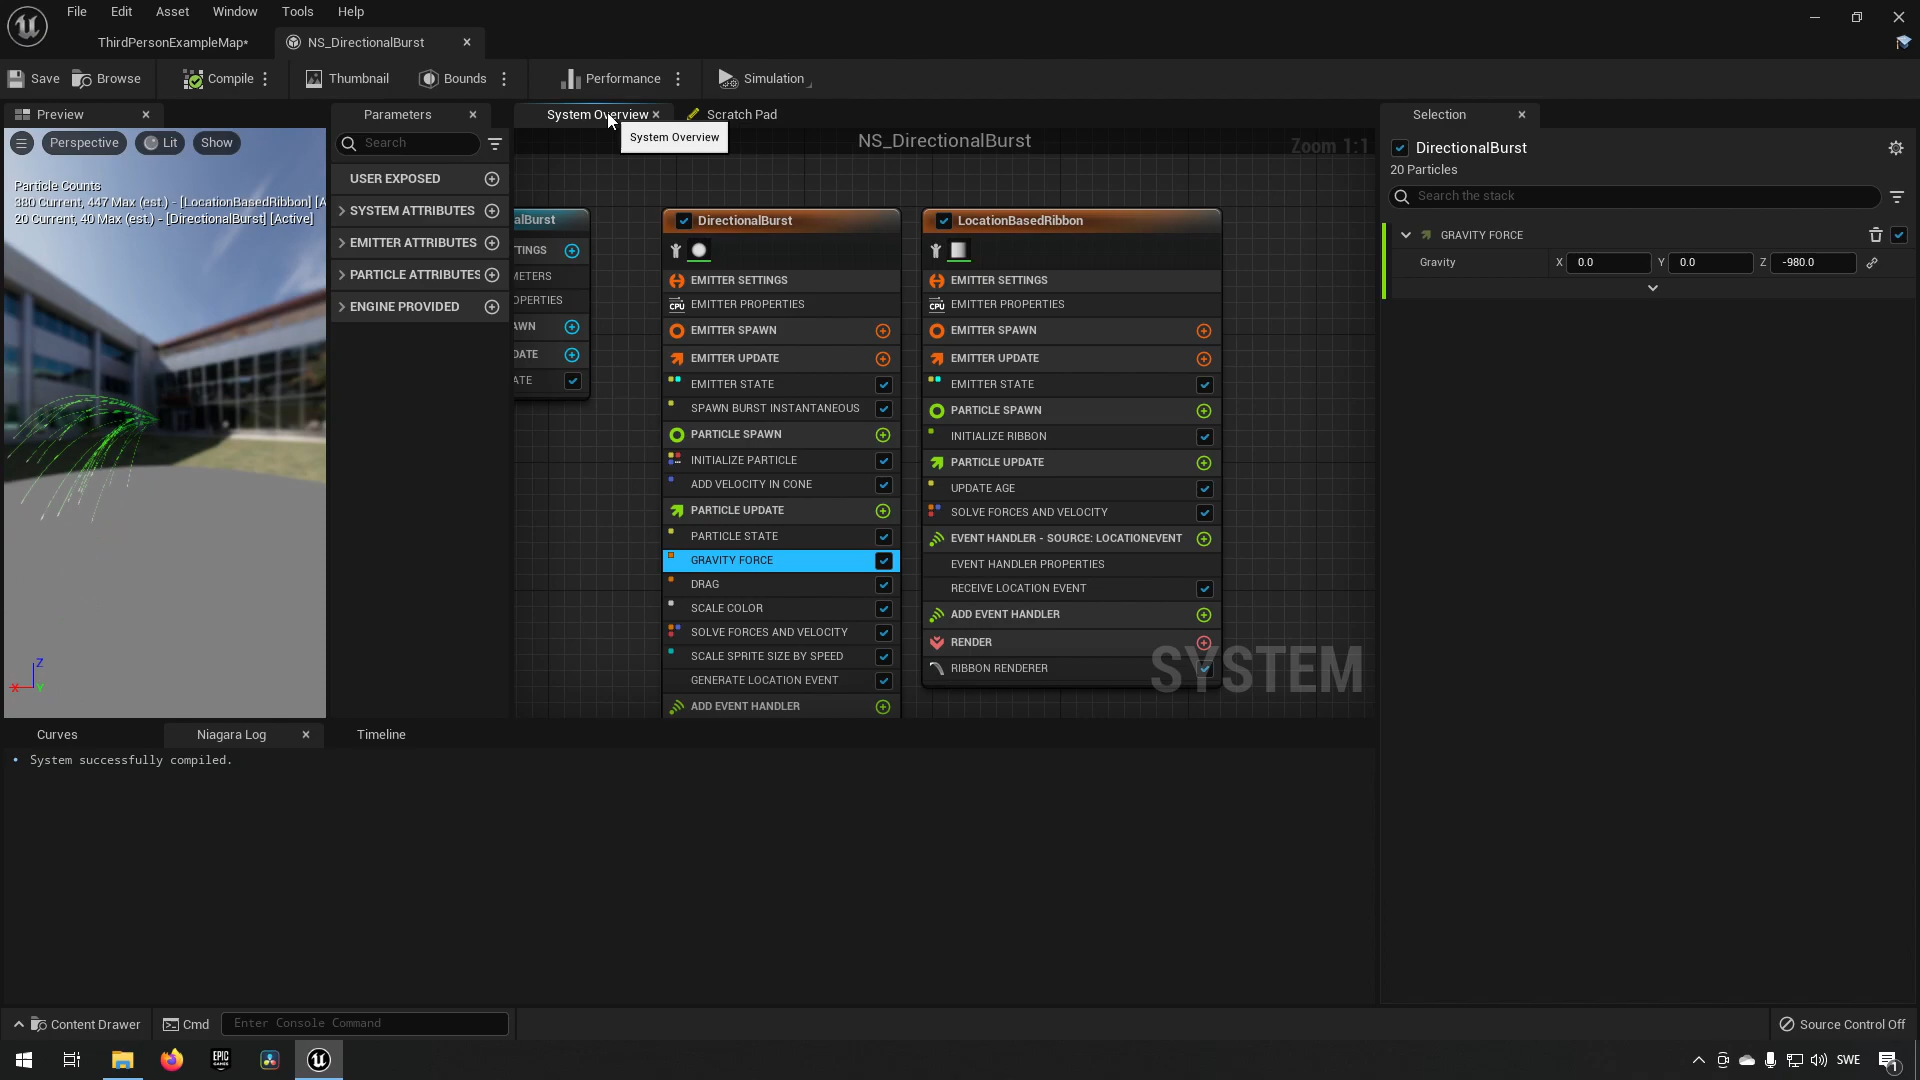 File Edit Asset Window Tools Help
ThirdPersonExampleMap*
NS_DirectionalBurst
Save
Browse
Compile
Thumbnail
Bounds
Performance
Simulation
Preview
Perspective
Lit
Show
Particle Counts
380 Current, 447 Max (est.) - [LocationBasedRibbon] [A
20 Current, 40 Max (est.) - [DirectionalBurst] [Active]
Z
X
Y
Parameters
Search
USER EXPOSED
SYSTEM ATTRIBUTES
EMITTER ATTRIBUTES
PARTICLE ATTRIBUTES
ENGINE PROVIDED
System Overview
Scratch Pad
System Overview
NS_DirectionalBurst
Zoom 1:1
alBurst
TTINGS
METERS
OPERTIES
AWN
DATE
ATE
DirectionalBurst
EMITTER SETTINGS
CPU EMITTER PROPERTIES
EMITTER SPAWN
EMITTER UPDATE
EMITTER STATE
SPAWN BURST INSTANTANEOUS
PARTICLE SPAWN
INITIALIZE PARTICLE
ADD VELOCITY IN CONE
PARTICLE UPDATE
PARTICLE STATE
GRAVITY FORCE
DRAG
SCALE COLOR
SOLVE FORCES AND VELOCITY
SCALE SPRITE SIZE BY SPEED
GENERATE LOCATION EVENT
ADD EVENT HANDLER
LocationBasedRibbon
EMITTER SETTINGS
CPU EMITTER PROPERTIES
EMITTER SPAWN
EMITTER UPDATE
EMITTER STATE
PARTICLE SPAWN
INITIALIZE RIBBON
PARTICLE UPDATE
UPDATE AGE
SOLVE FORCES AND VELOCITY
EVENT HANDLER - SOURCE: LOCATIONEVENT
EVENT HANDLER PROPERTIES
RECEIVE LOCATION EVENT
ADD EVENT HANDLER
RENDER
RIBBON RENDERER
SYSTEM
Selection
DirectionalBurst
20 Particles
Search the stack
GRAVITY FORCE
Gravity X 0.0 Y 0.0 Z -980.0
Curves
Niagara Log
Timeline
• System successfully compiled.
Content Drawer
Cmd
Enter Console Command
Source Control Off
EPIC GAMES
SWE
1